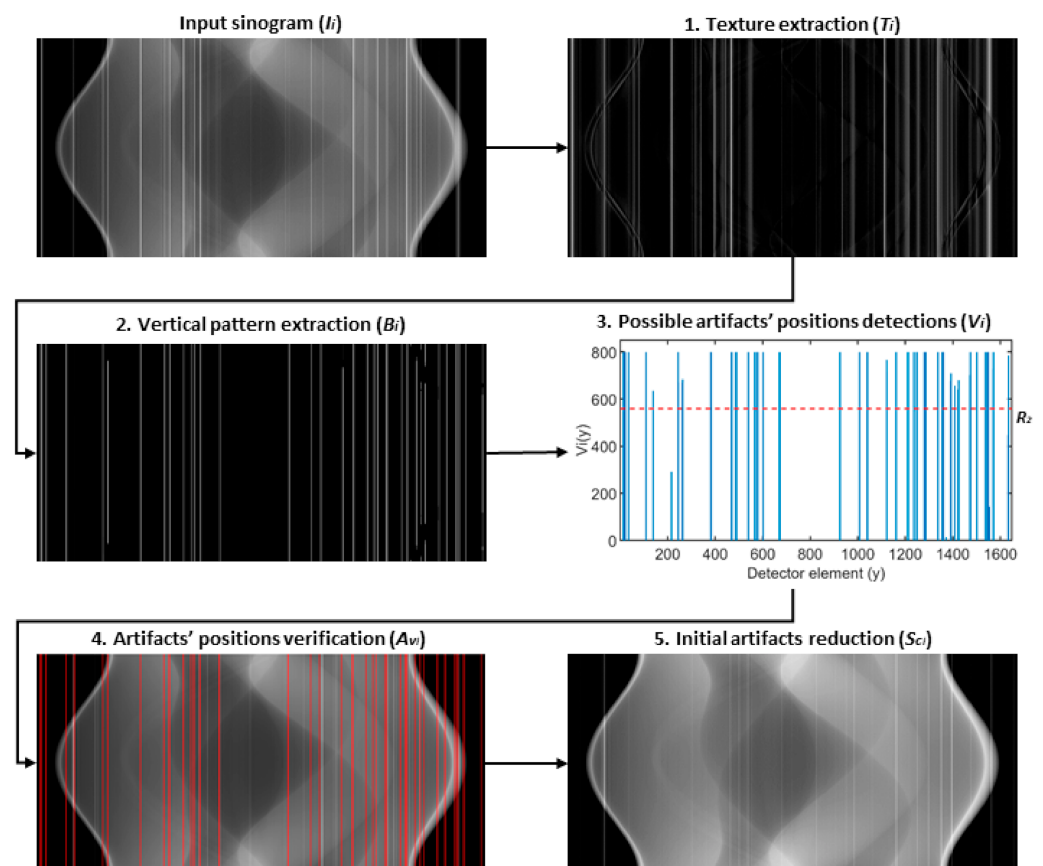 Input sinogram (Ii)
1. Texture extraction (Ti)
2. Vertical pattern extraction (Bi)
3. Possible artifacts' positions detections (Vi)
800
600
400
200
0
Vi(y)
Rz
200 400 600 800 1000 1200 1400 1600
Detector element (y)
4. Artifacts' positions verification (Avi)
5. Initial artifacts reduction (Sci)